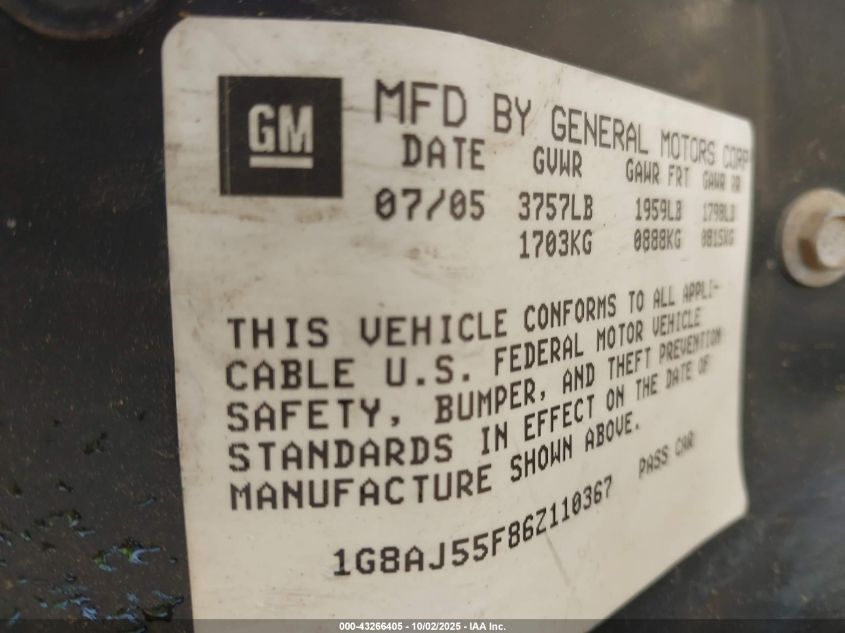 GM
MFD BY GENERAL MOTORS CORP
DATE GVWR GAWR FRT GAWR RR
07/05 3757LB 1959LB 1798LB
1703KG 0888KG 0815KG
THIS VEHICLE CONFORMS TO ALL APPLI-
CABLE U.S. FEDERAL MOTOR VEHICLE
SAFETY, BUMPER, AND THEFT PREVENTION
STANDARDS IN EFFECT ON THE DATE OF
MANUFACTURE SHOWN ABOVE.
PASS CAR
1G8AJ55F86Z110367
000-43266405 - 10/02/2025 - IAA Inc.